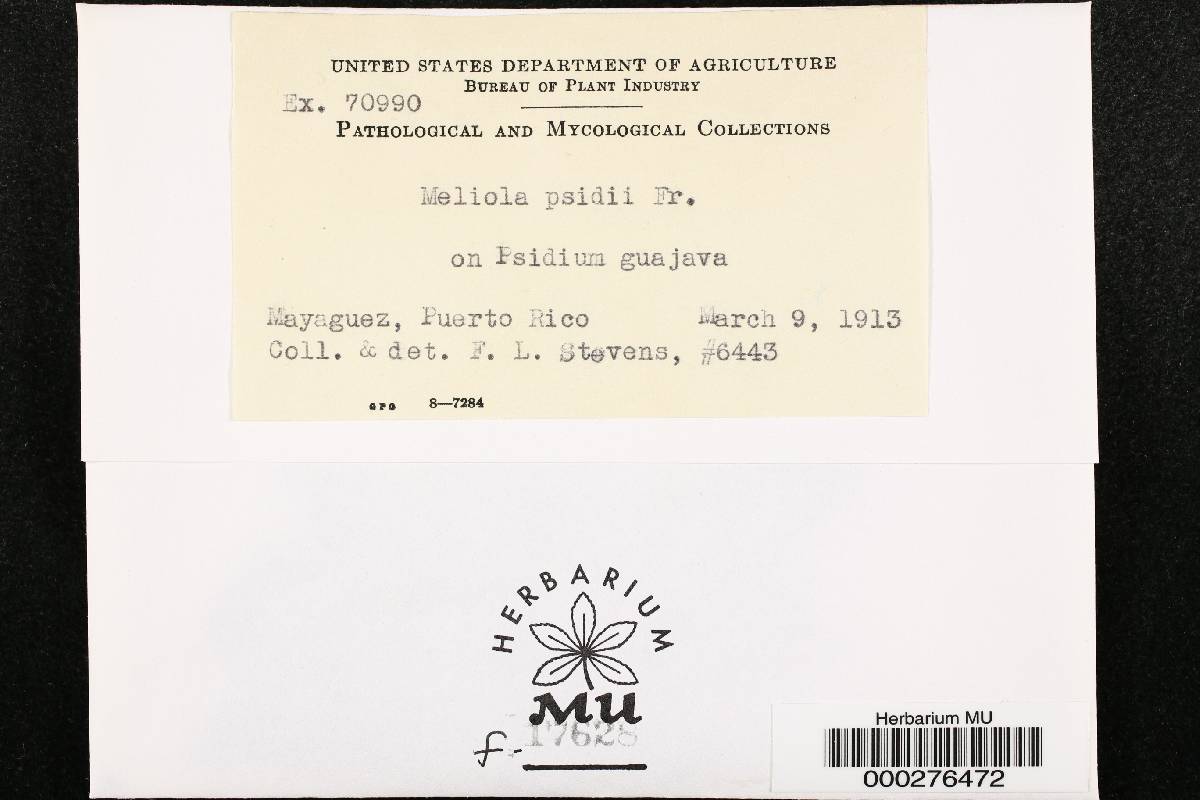 UNITED STATES DEPARTMENT OF AGRICULTURE
BUREAU OF PLANT INDUSTRY
Ex. 70990
PATHOLOGICAL AND MYCOLOGICAL COLLECTIONS
Meliola psidii Fr.
on Psidium guajava
Mayaguez, Puerto Rico March 9, 1913
Coll. & det. F. L. Stevens, #6443
GPO 8—7284
HERBARIUM
MU
f-17628
Herbarium MU
000276472